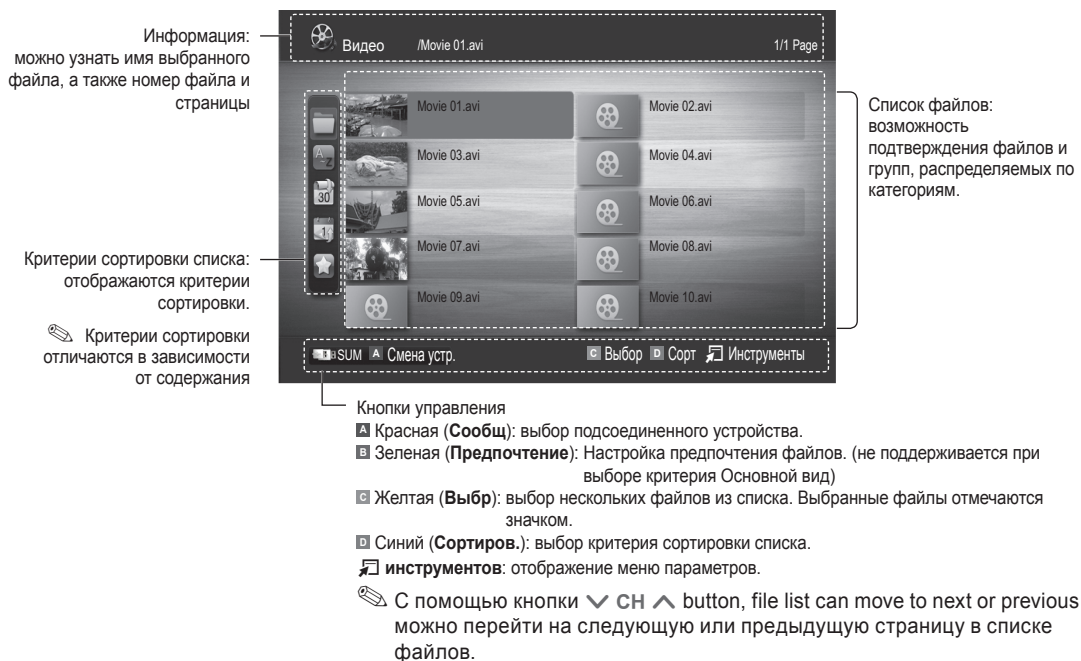 Информация:
можно узнать имя выбранного
файла, а также номер файла и
страницы
Видео /Movie 01.avi 1/1 Page
Movie 01.avi Movie 02.avi
Movie 03.avi Movie 04.avi
Movie 05.avi Movie 06.avi
Movie 07.avi Movie 08.avi
Movie 09.avi Movie 10.avi
A Z
30
1
Список файлов:
возможность
подтверждения файлов и
групп, распределяемых по
категориям.
Критерии сортировки списка:
отображаются критерии
сортировки.
Критерии сортировки
отличаются в зависимости
от содержания
SUM A Смена устр. C Выбор D Сорт Инструменты
Кнопки управления
A Красная (Сообщ): выбор подсоединенного устройства.
B Зеленая (Предпочтение): Настройка предпочтения файлов. (не поддерживается при
выборе критерия Основной вид)
C Желтая (Выбр): выбор нескольких файлов из списка. Выбранные файлы отмечаются
значком.
D Синий (Сортиров.): выбор критерия сортировки списка.
инструментов: отображение меню параметров.
С помощью кнопки CH button, file list can move to next or previous
можно перейти на следующую или предыдущую страницу в списке
файлов.